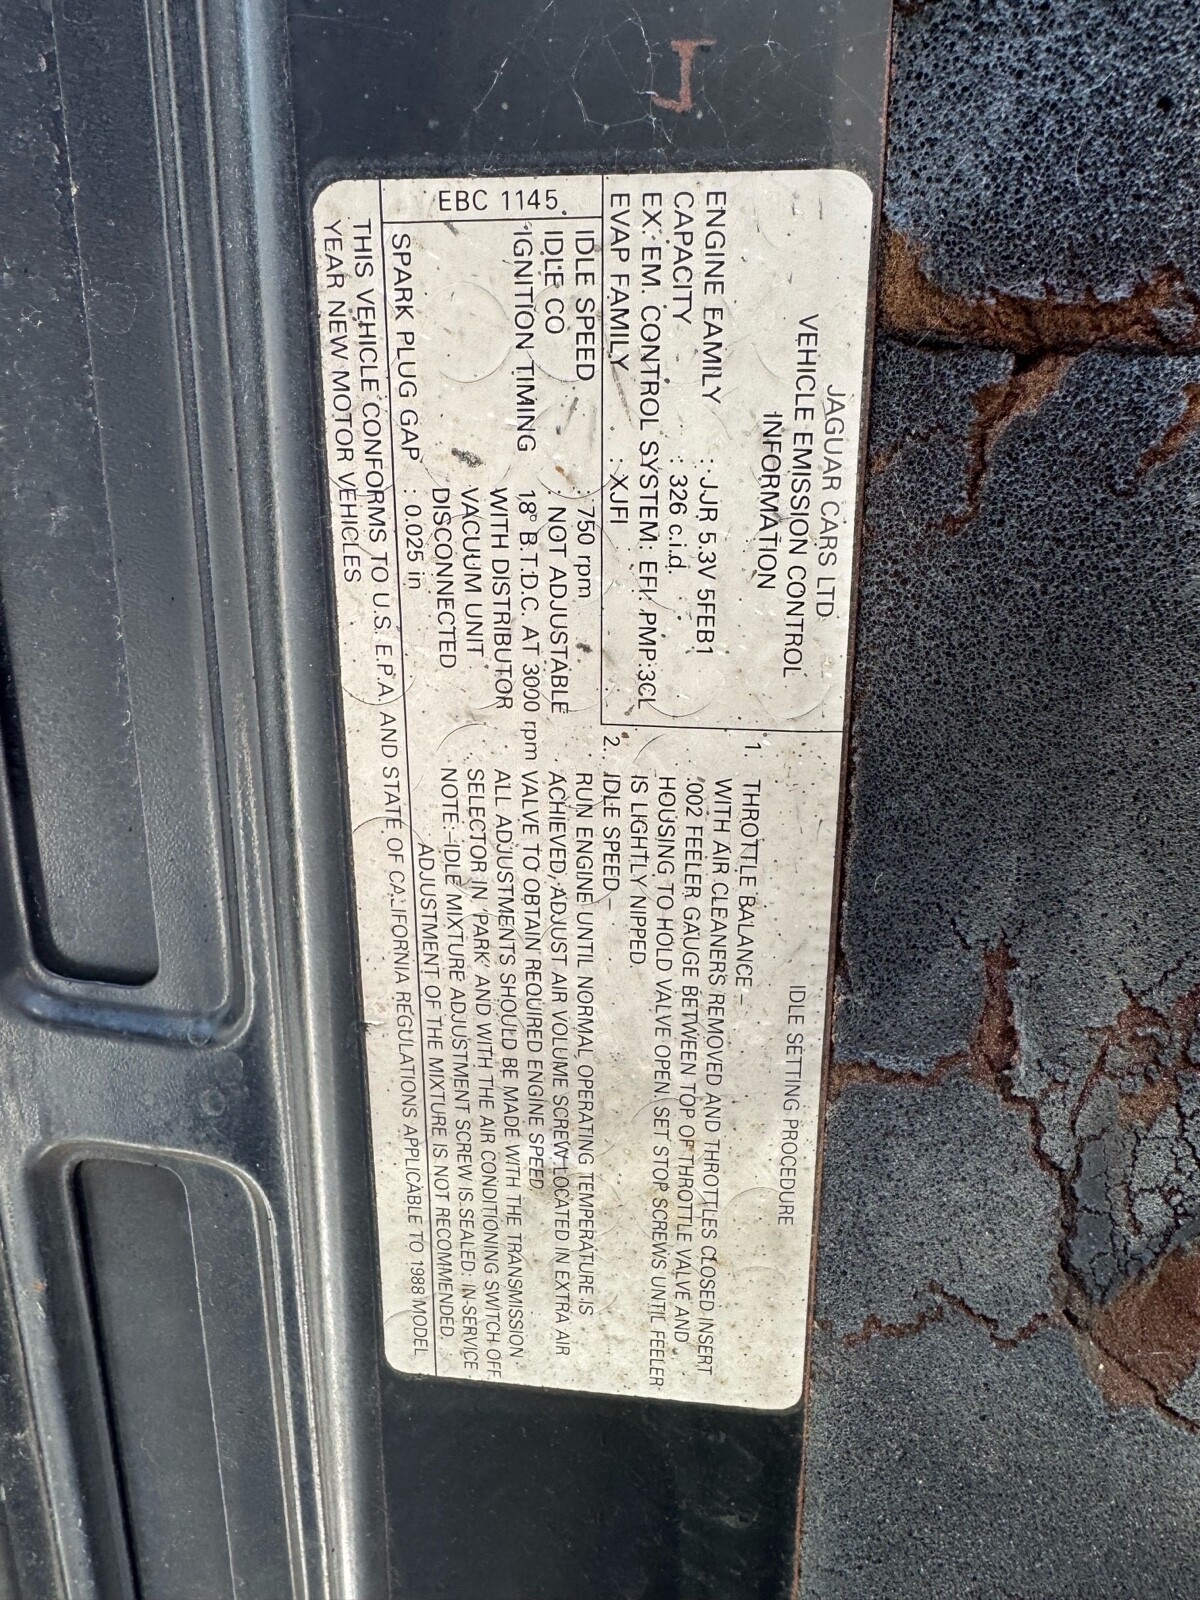 JAGUAR CARS LTD
VEHICLE EMISSION CONTROL
INFORMATION
ENGINE FAMILY : JJR 5.3V 5FEB1
CAPACITY : 326 c.i.d.
EX. EM. CONTROL SYSTEM: EFI, PMP:3CL
EVAP FAMILY : XJFI
IDLE SPEED : 750 rpm
IDLE CO : NOT ADJUSTABLE
IGNITION TIMING 18° B.T.D.C. AT 3000 rpm
WITH DISTRIBUTOR
VACUUM UNIT
DISCONNECTED
SPARK PLUG GAP : 0.025 in
EBC 1145
IDLE SETTING PROCEDURE
1. THROTTLE BALANCE –
WITH AIR CLEANERS REMOVED AND THROTTLES CLOSED INSERT
'002 FEELER GAUGE BETWEEN TOP OF THROTTLE VALVE AND
HOUSING TO HOLD VALVE OPEN, SET STOP SCREWS UNTIL FEELER
IS LIGHTLY NIPPED
2. IDLE SPEED –
RUN ENGINE UNTIL NORMAL OPERATING TEMPERATURE IS
ACHIEVED, ADJUST AIR VOLUME SCREW LOCATED IN EXTRA AIR
VALVE TO OBTAIN REQUIRED ENGINE SPEED
ALL ADJUSTMENTS SHOULD BE MADE WITH THE TRANSMISSION
SELECTOR IN 'PARK' AND WITH THE AIR CONDITIONING SWITCH OFF.
NOTE:–IDLE MIXTURE ADJUSTMENT SCREW IS SEALED: IN-SERVICE
ADJUSTMENT OF THE MIXTURE IS NOT RECOMMENDED.
THIS VEHICLE CONFORMS TO U.S. E.P.A, AND STATE OF CALIFORNIA REGULATIONS APPLICABLE TO 1988 MODEL
YEAR NEW MOTOR VEHICLES